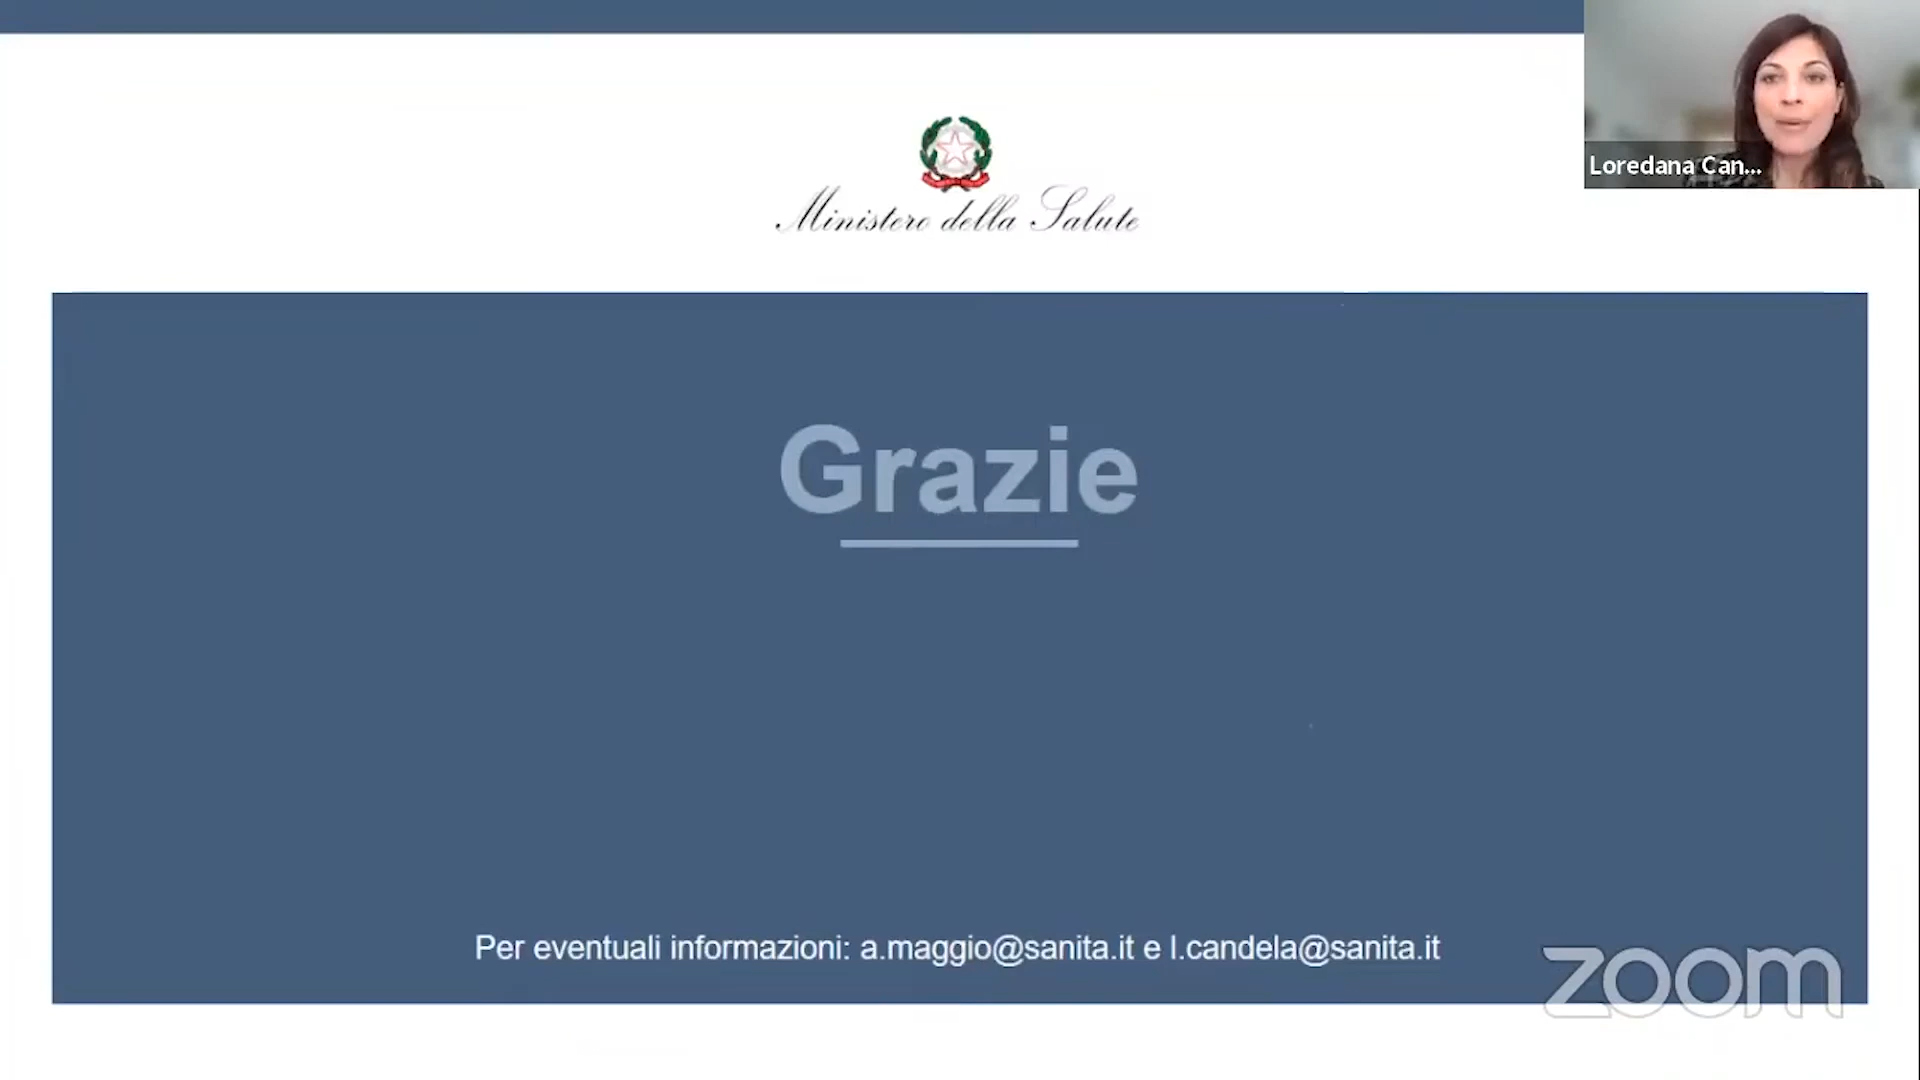 Loredana Can...
Ministero della Salute
Grazie
Per eventuali informazioni: a.maggio@sanita.it e l.candela@sanita.it
zoom